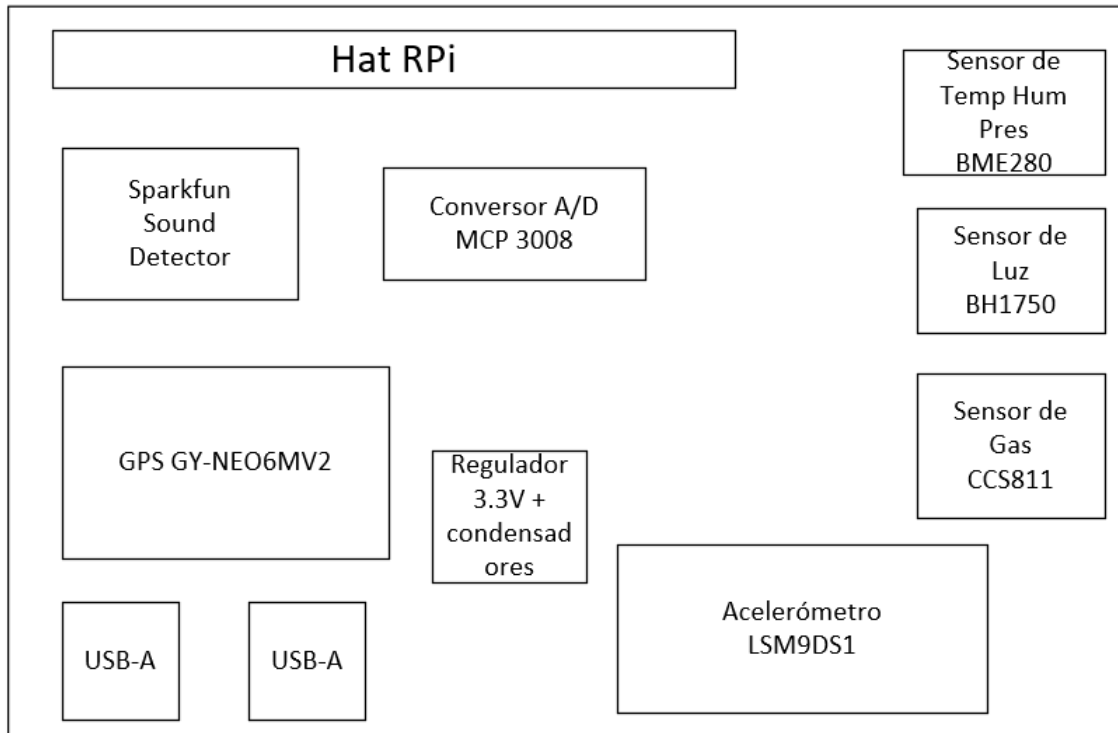 Hat RPi
Sensor de
Temp Hum
Pres
BME280
Sparkfun
Sound
Detector
Conversor A/D
MCP 3008
Sensor de
Luz
BH1750
GPS GY-NEO6MV2
Regulador
3.3V +
condensad
ores
Sensor de
Gas
CCS811
USB-A
USB-A
Acelerómetro
LSM9DS1